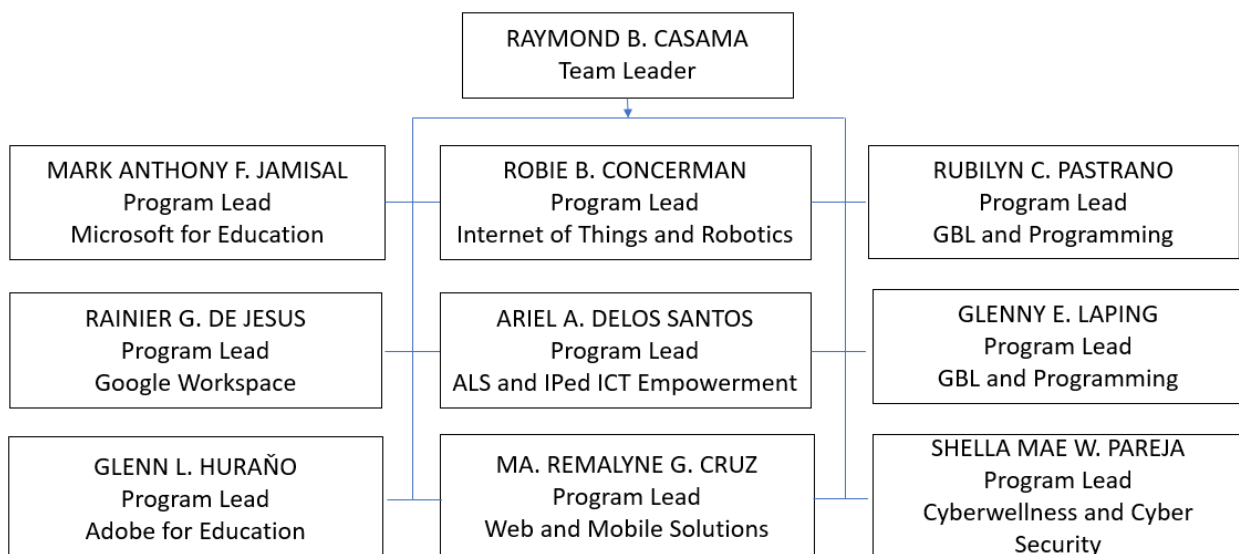 RAYMOND B. CASAMA
Team Leader
MARK ANTHONY F. JAMISAL
Program Lead
Microsoft for Education
ROBIE B. CONCERMAN
Program Lead
Internet of Things and Robotics
RUBILYN C. PASTRANO
Program Lead
GBL and Programming
RAINIER G. DE JESUS
Program Lead
Google Workspace
ARIEL A. DELOS SANTOS
Program Lead
ALS and IPed ICT Empowerment
GLENNY E. LAPING
Program Lead
GBL and Programming
GLENN L. HURAŇO
Program Lead
Adobe for Education
MA. REMALYNE G. CRUZ
Program Lead
Web and Mobile Solutions
SHELLA MAE W. PAREJA
Program Lead
Cyberwellness and Cyber
Security